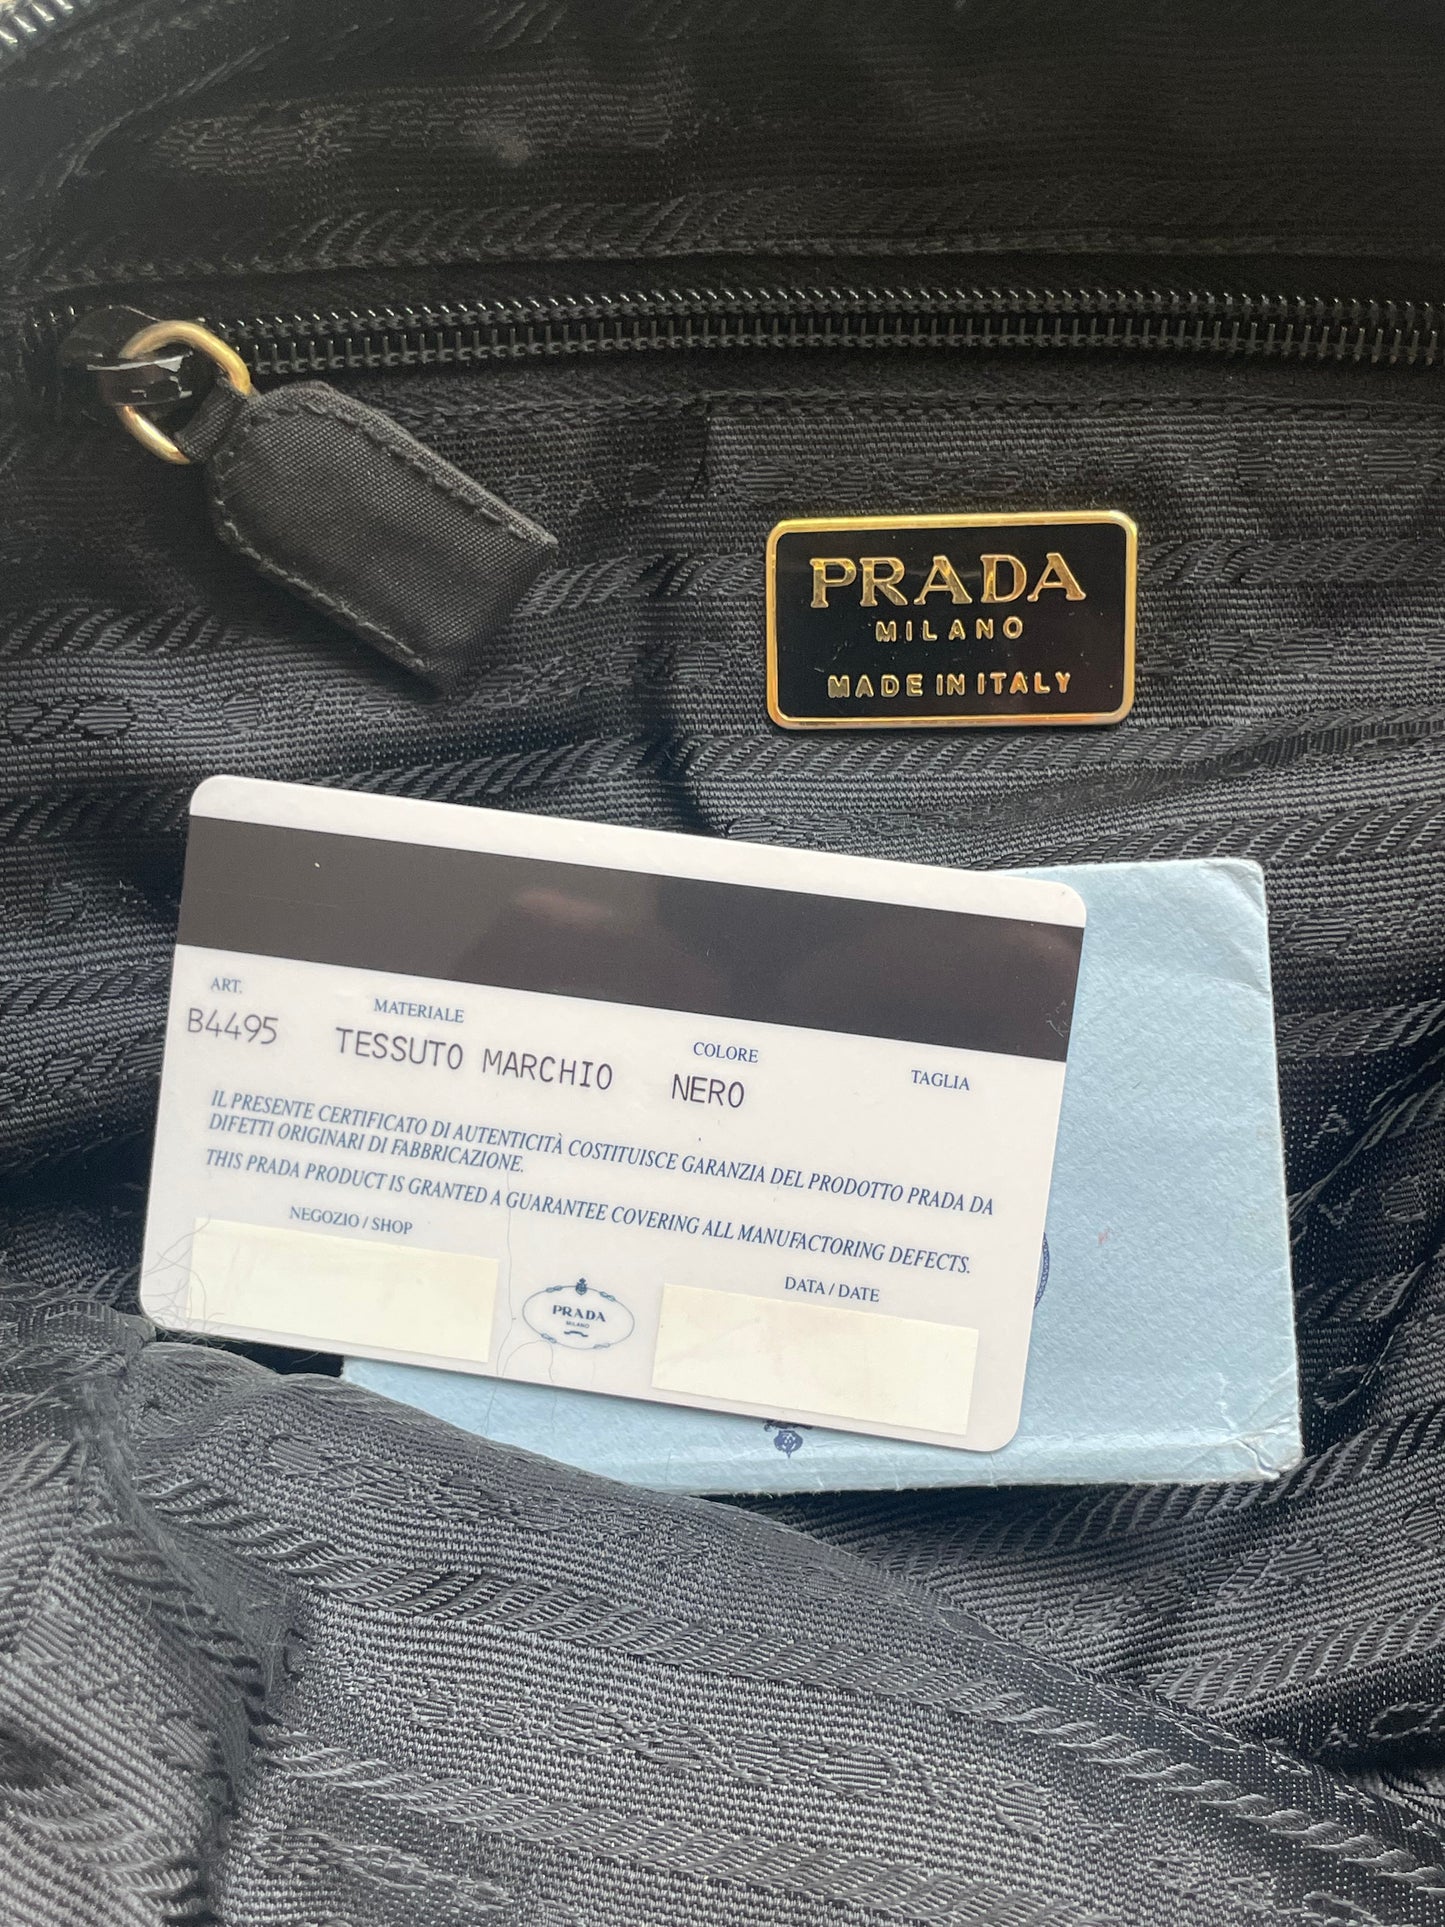 PRADA
MILANO
MADE IN ITALY
ART.
B4495
MATERIALE
TESSUTO MARCHIO
COLORE
NERO
TAGLIA
IL PRESENTE CERTIFICATO DI AUTENTICITÀ COSTITUISCE GARANZIA DEL PRODOTTO PRADA DA
DIFETTI ORIGINARI DI FABBRICAZIONE.
THIS PRADA PRODUCT IS GRANTED A GUARANTEE COVERING ALL MANUFACTORING DEFECTS.
NEGOZIO / SHOP
DATA / DATE
PRADA
MILANO